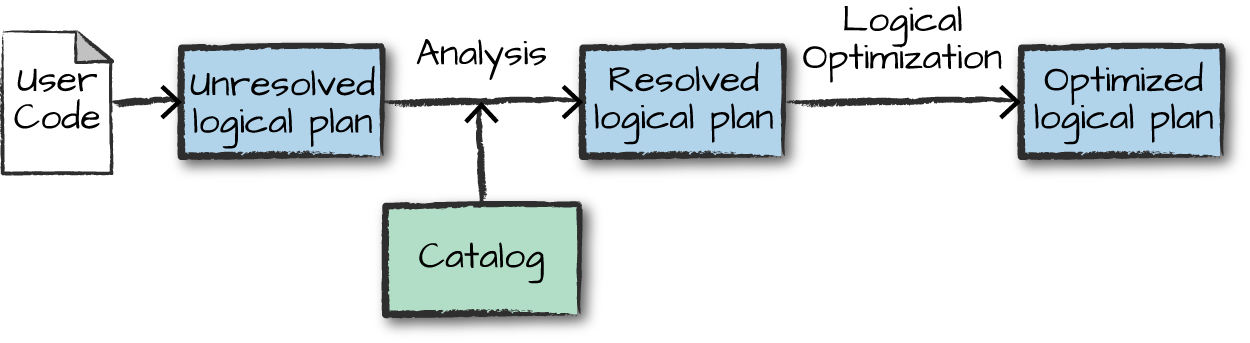 User
Code
Unresolved
logical plan
Analysis
Catalog
Resolved
logical plan
Logical
Optimization
Optimized
logical plan